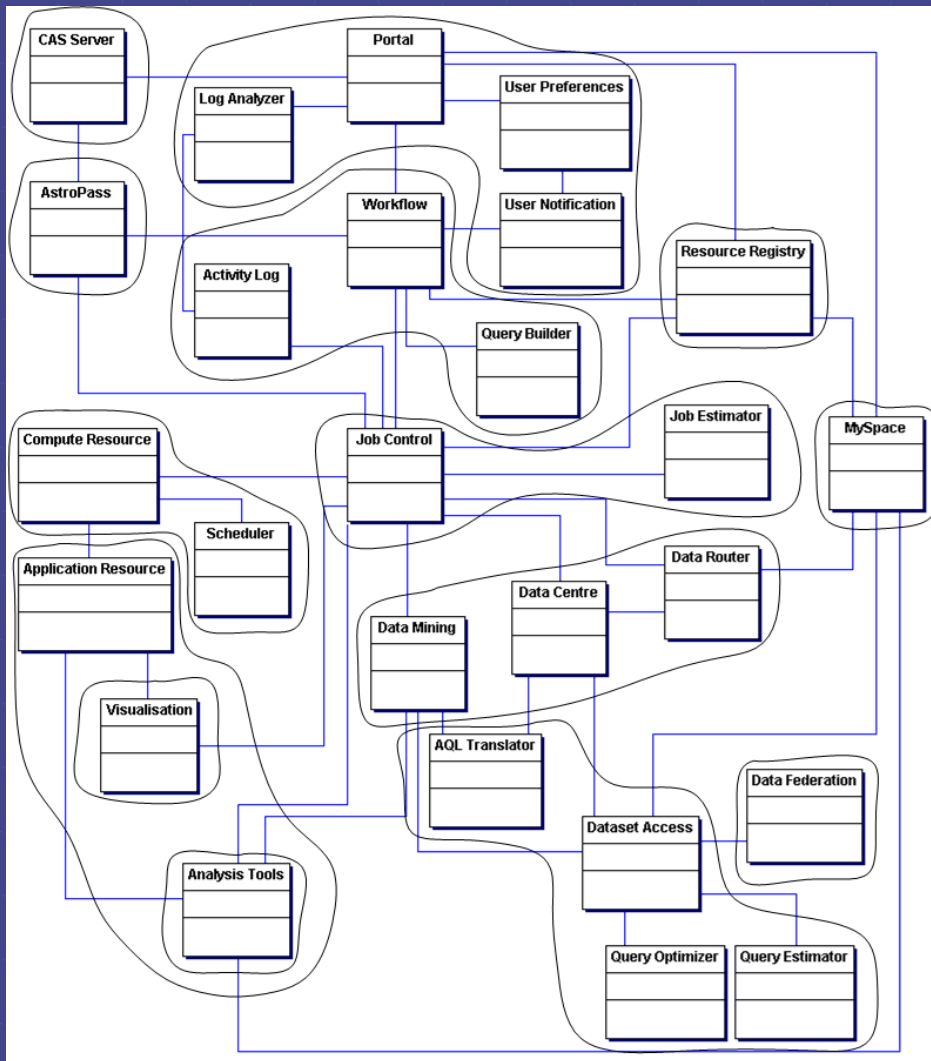 CAS Server
Portal
User Preferences
Log Analyzer
AstroPass
Workflow
User Notification
Resource Registry
Activity Log
Query Builder
Job Estimator
Compute Resource
Job Control
MySpace
Scheduler
Application Resource
Data Router
Data Centre
Data Mining
Visualisation
AQL Translator
Data Federation
Dataset Access
Analysis Tools
Query Optimizer
Query Estimator